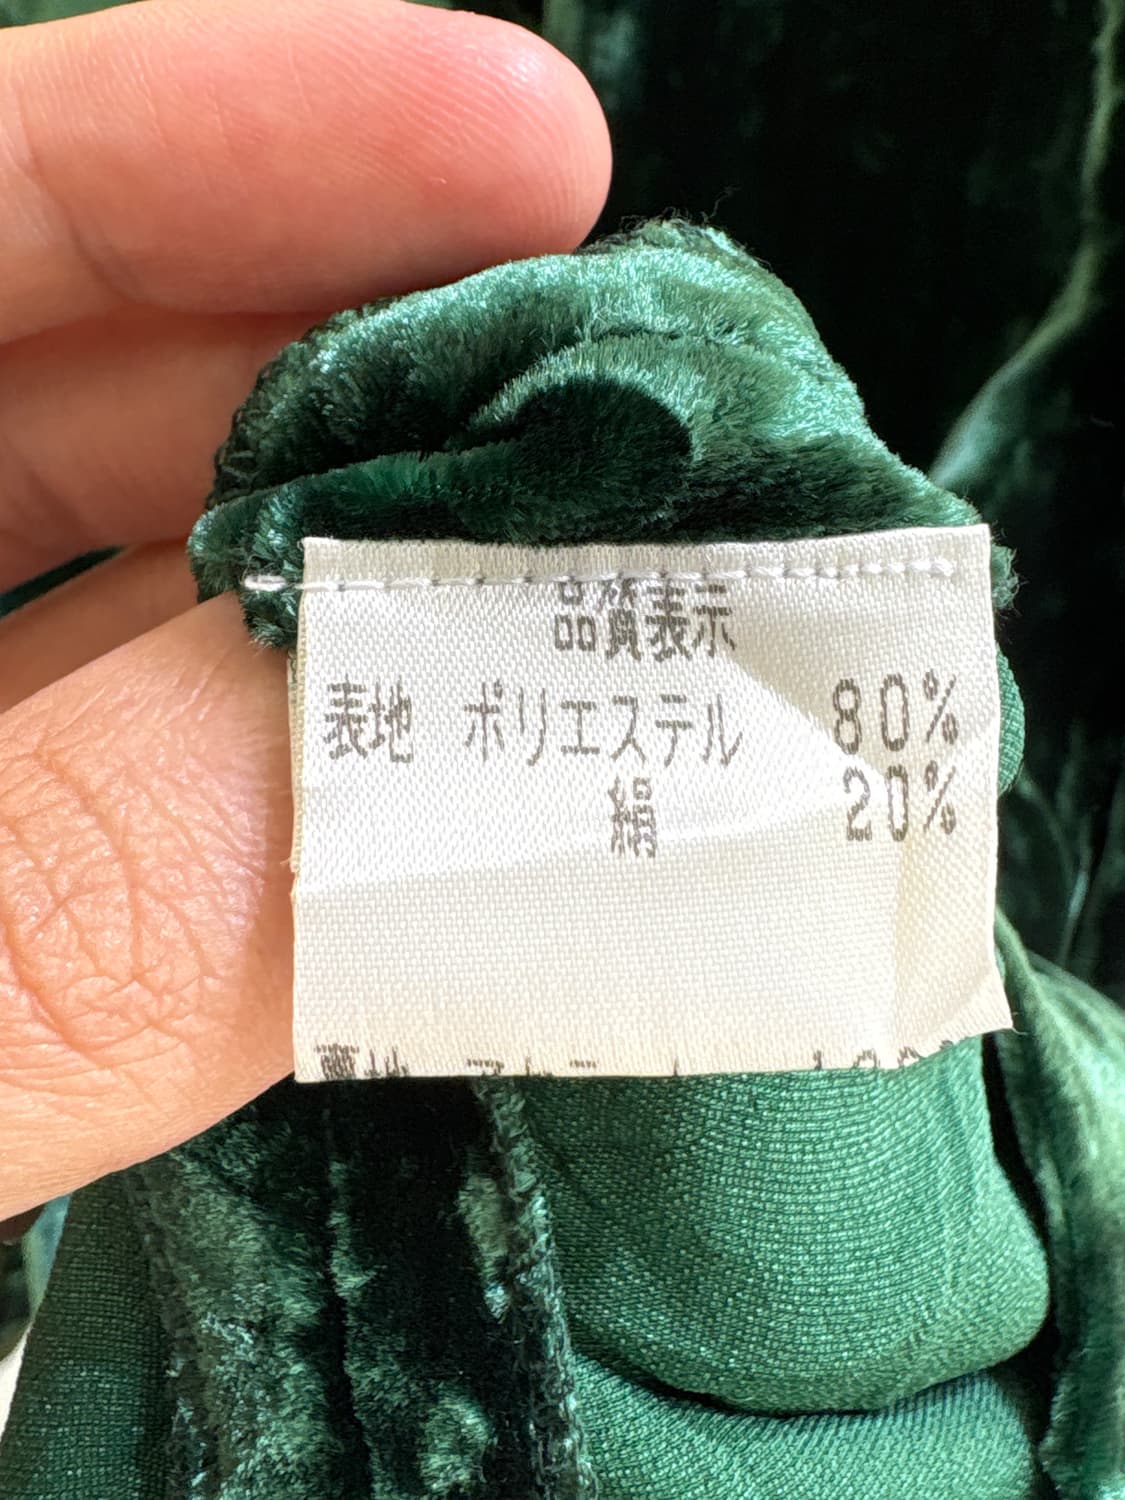 品質表示
表地 ポリエステル 80%
絹 20%